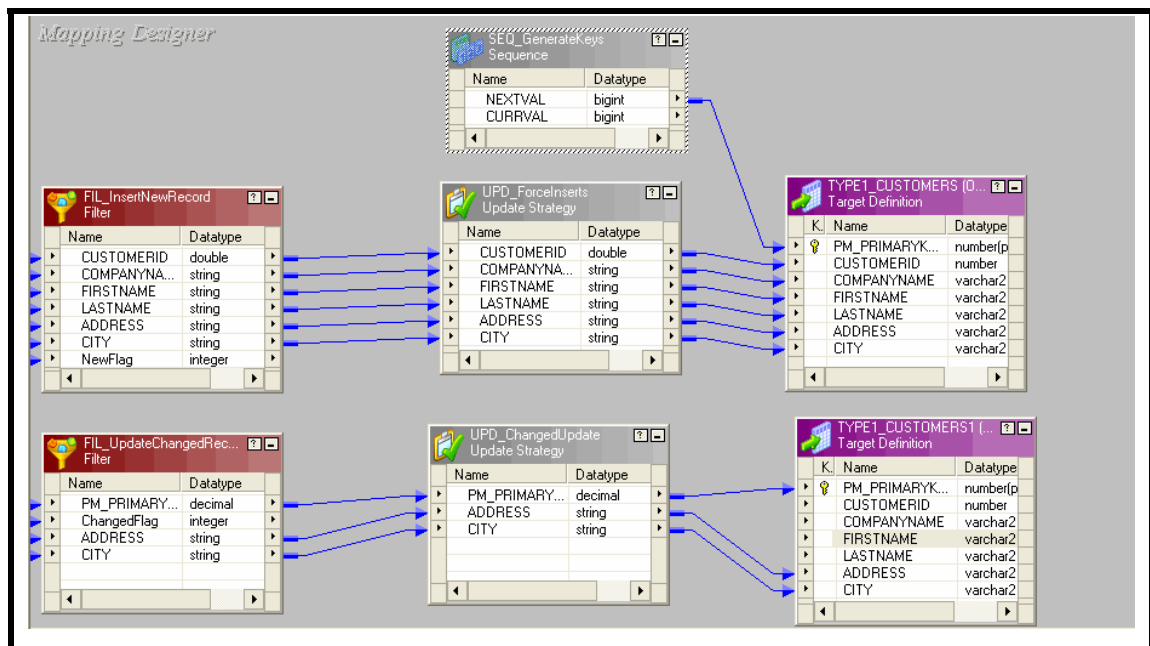 Mapping Designer
SEQ_GenerateKeys
Sequence
Name Datatype
NEXTVAL bigint
CURRVAL bigint
FIL_InsertNewRecord
Filter
Name Datatype
CUSTOMERID double
COMPANYNA... string
FIRSTNAME string
LASTNAME string
ADDRESS string
CITY string
NewFlag integer
UPD_ForceInserts
Update Strategy
Name Datatype
CUSTOMERID double
COMPANYNA... string
FIRSTNAME string
LASTNAME string
ADDRESS string
CITY string
TYPE1_CUSTOMERS (O...
Target Definition
K. Name Datatype
PM_PRIMARYK... number(p
CUSTOMERID number
COMPANYNAME varchar2
FIRSTNAME varchar2
LASTNAME varchar2
ADDRESS varchar2
CITY varchar2
FIL_UpdateChangedRec...
Filter
Name Datatype
PM_PRIMARY... decimal
ChangedFlag integer
ADDRESS string
CITY string
UPD_ChangedUpdate
Update Strategy
Name Datatype
PM_PRIMARY... decimal
ADDRESS string
CITY string
TYPE1_CUSTOMERS1 (...
Target Definition
K. Name Datatype
PM_PRIMARYK... number(p
CUSTOMERID number
COMPANYNAME varchar2
FIRSTNAME varchar2
LASTNAME varchar2
ADDRESS varchar2
CITY varchar2